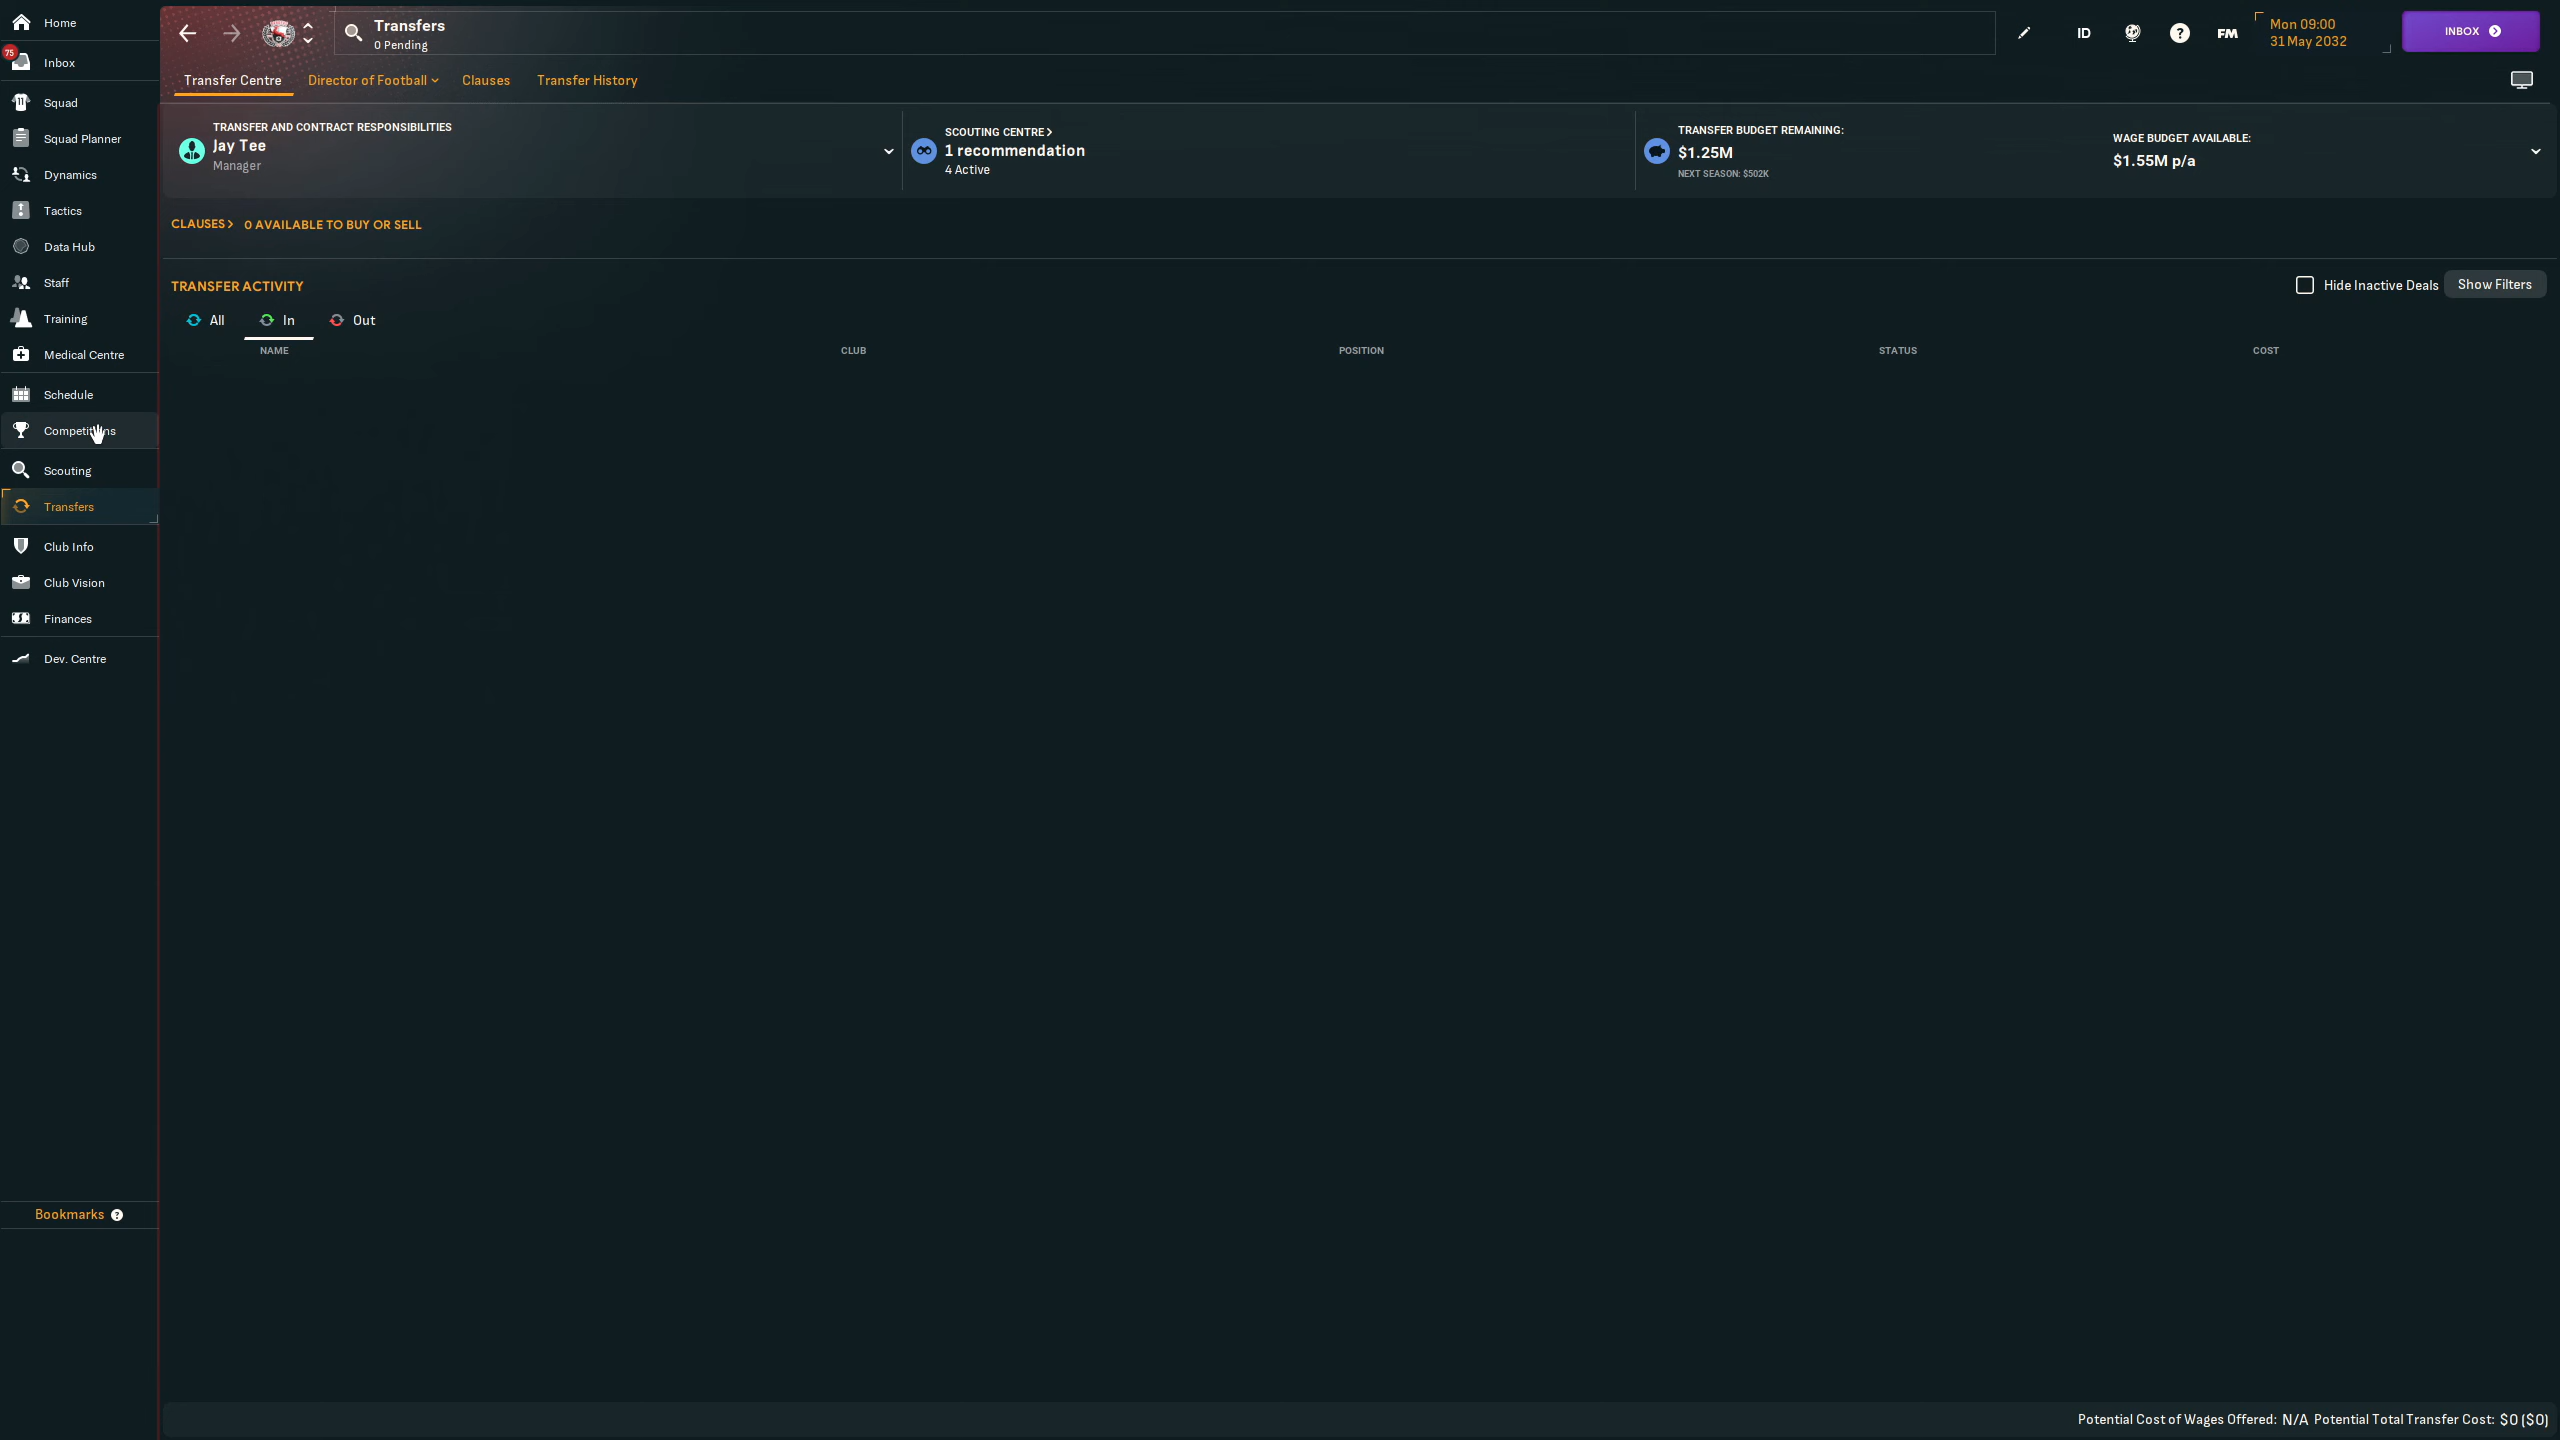 Home
75
Inbox
Squad
Squad Planner
Dynamics
Tactics
Data Hub
Staff
Training
Medical Centre
Schedule
Scouting
Transfers
Club Info
Club Vision
Finances
Dev. Centre
Bookmarks ?
Transfers
0 Pending
ID
?
FM
Mon 09:00
31 May 2032
INBOX
Transfer Centre Director of Football Clauses Transfer History
TRANSFER AND CONTRACT RESPONSIBILITIES
Jay Tee
Manager
SCOUTING CENTRE >
1 recommendation
4 Active
TRANSFER BUDGET REMAINING:
$1.25M
NEXT SEASON: $502K
WAGE BUDGET AVAILABLE:
$1.55M p/a
CLAUSES > 0 AVAILABLE TO BUY OR SELL
TRANSFER ACTIVITY
Hide Inactive Deals Show Filters
All In Out
NAME CLUB POSITION STATUS COST
Potential Cost of Wages Offered: N/A Potential Total Transfer Cost: $0 ($0)